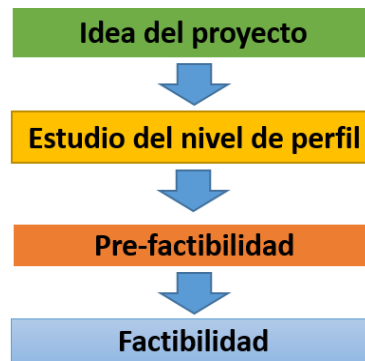 Idea del proyecto
Estudio del nivel de perfil
Pre-factibilidad
Factibilidad